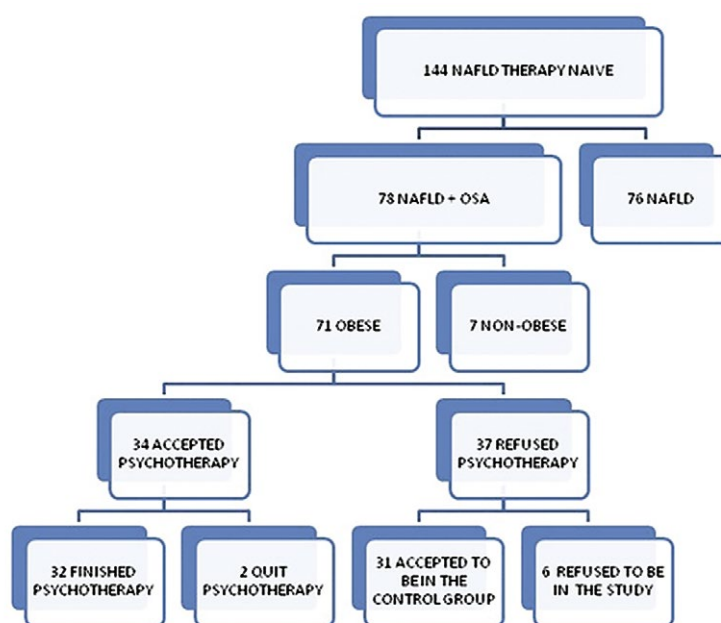 144 NAFLD THERAPY NAIVE
78 NAFLD + OSA
76 NAFLD
71 OBESE
7 NON-OBESE
34 ACCEPTED
PSYCHOTHERAPY
37 REFUSED
PSYCHOTHERAPY
32 FINISHED
PSYCHOTHERAPY
2 QUIT
PSYCHOTHERAPY
31 ACCEPTED TO
BEIN THE
CONTROL GROUP
6 REFUSED TO BE
IN THE STUDY